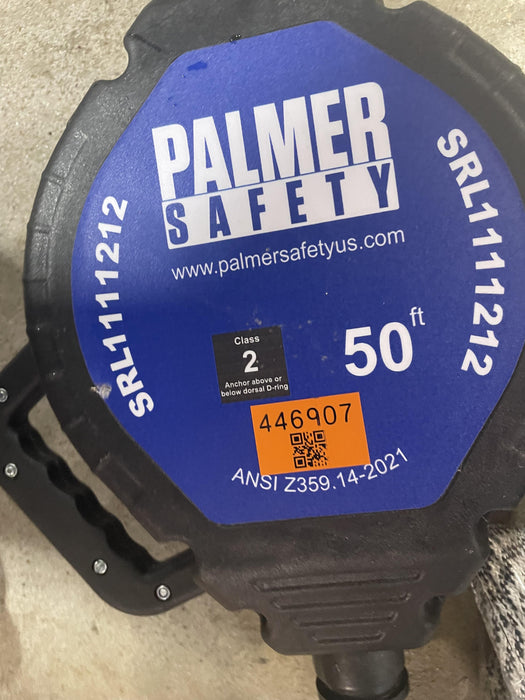 PALMER
SAFETY
www.palmersafetyus.com
SRL1111212
SRL1111212
Class
2
Anchor above or
below dorsal D-ring
50 ft
446907
ANSI Z359.14-2021